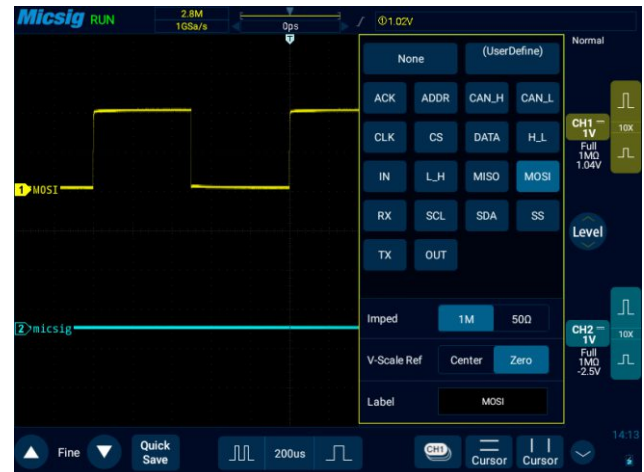 Micsig RUN
2.8M
1GSa/s
0ps
T
1.02V
Normal
None
(UserDefine)
ACK
ADDR
CAN_H
CAN_L
CLK
CS
DATA
H_L
IN
L_H
MISO
MOSI
RX
SCL
SDA
SS
TX
OUT
CH1
1V
10X
Full
1MΩ
1.04V
Level
1 MOSI
2 micsig
Imped
1M
50Ω
V-Scale Ref
Center
Zero
Label
MOSI
CH2
1V
10X
Full
1MΩ
-2.5V
14:13
Fine
Quick
Save
200us
CH1
Cursor
Cursor